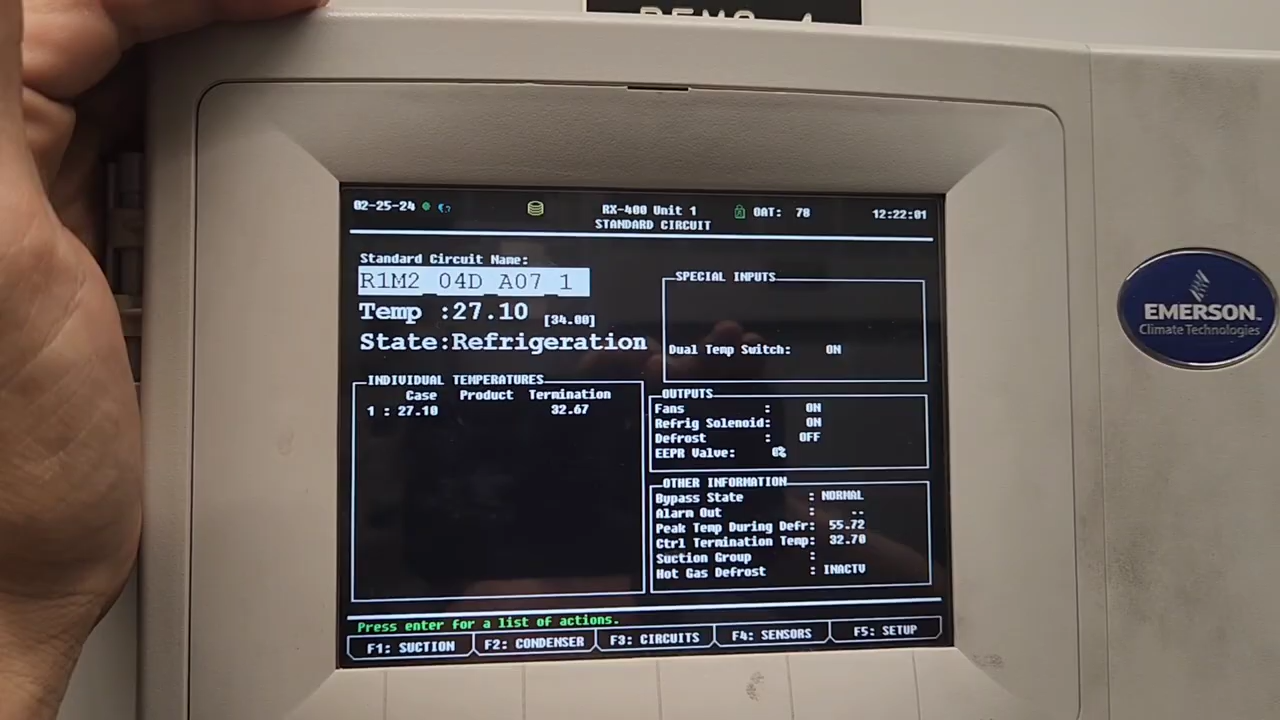 DEMO 1
02-25-24
RX-400 Unit 1
OAT: 78
12:22:01
STANDARD CIRCUIT
Standard Circuit Name:
R1M2_04D_A07_1
Temp :27.10 [34.00]
State:Refrigeration
SPECIAL INPUTS
Dual Temp Switch: ON
INDIVIDUAL TEMPERATURES
Case Product Termination
1 : 27.10 32.67
OUTPUTS
Fans : ON
Refrig Solenoid: ON
Defrost : OFF
EEPR Valve: 0%
OTHER INFORMATION
Bypass State : NORMAL
Alarm Out : --
Peak Temp During Defr: 55.72
Ctrl Termination Temp: 32.70
Suction Group :
Hot Gas Defrost : INACTV
Press enter for a list of actions.
F1: SUCTION
F2: CONDENSER
F3: CIRCUITS
F4: SENSORS
F5: SETUP
EMERSON
Climate Technologies